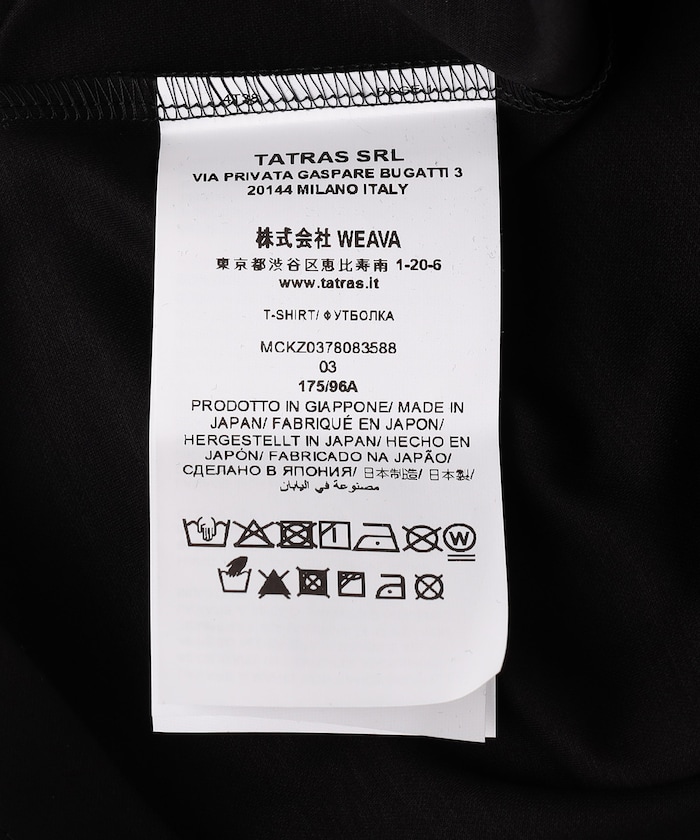 TATRAS SRL
VIA PRIVATA GASPARE BUGATTI 3
20144 MILANO ITALY
株式会社 WEAVA
東京都渋谷区恵比寿南 1-20-6
www.tatras.it
T-SHIRT/ ФУТБОЛКА
MCKZ0378083588
03
175/96A
PRODOTTO IN GIAPPONE/ MADE IN
JAPAN/ FABRIQUÉ EN JAPON/
HERGESTELLT IN JAPAN/ HECHO EN
JAPÓN/ FABRICADO NA JAPÃO/
СДЕЛАНО В ЯПОНИЯ/ 日本制造/ 日本製/
مصنوعة في اليابان
W